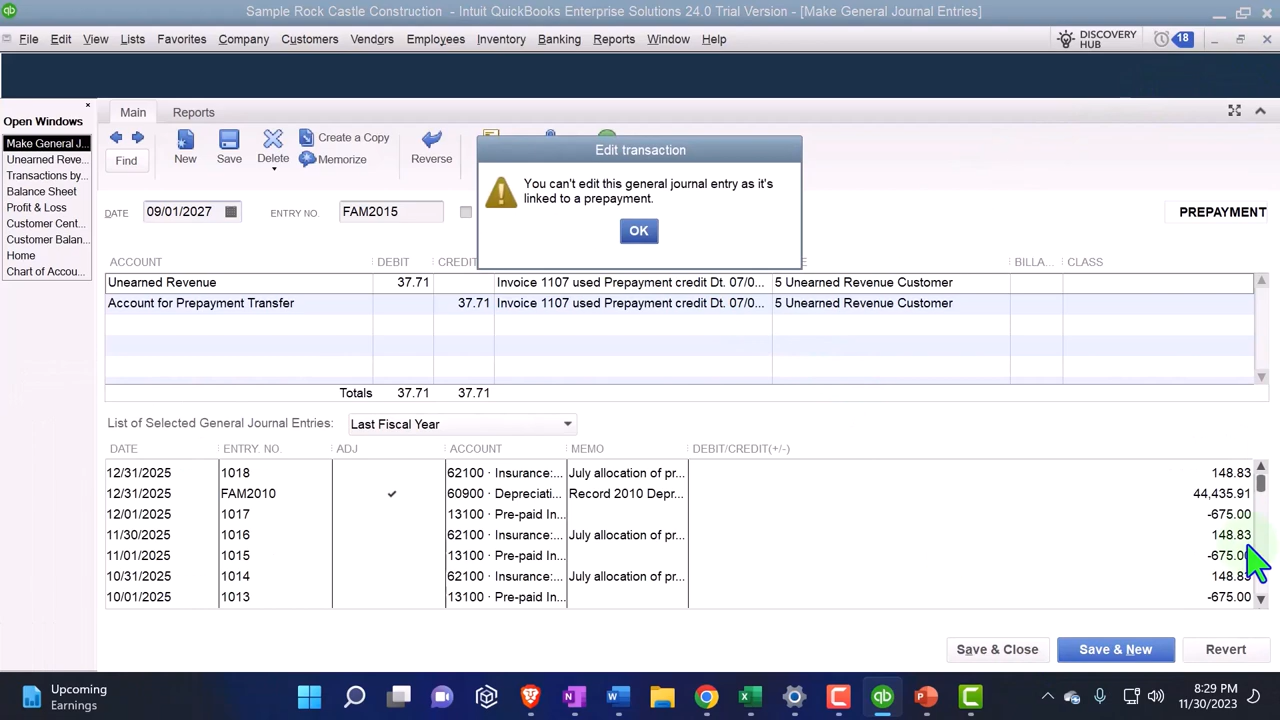 Sample Rock Castle Construction - Intuit QuickBooks Enterprise Solutions 24.0 Trial Version - [Make General Journal Entries]
File Edit View Lists Favorites Company Customers Vendors Employees Inventory Banking Reports Window Help
DISCOVERY HUB
18
Open Windows
Make General J...
Unearned Reve...
Transactions by...
Balance Sheet
Profit & Loss
Customer Cent...
Customer Balan...
Home
Chart of Accou...
Main Reports
Find
New
Save
Delete
Create a Copy
Memorize
Reverse
Edit transaction
You can't edit this general journal entry as it's
linked to a prepayment.
OK
DATE 09/01/2027 ENTRY NO. FAM2015 PREPAYMENT
ACCOUNT DEBIT CREDIT BILLA... CLASS
Unearned Revenue 37.71 Invoice 1107 used Prepayment credit Dt. 07/0... 5 Unearned Revenue Customer
Account for Prepayment Transfer 37.71 Invoice 1107 used Prepayment credit Dt. 07/0... 5 Unearned Revenue Customer
Totals 37.71 37.71
List of Selected General Journal Entries: Last Fiscal Year
DATE ENTRY. NO. ADJ ACCOUNT MEMO DEBIT/CREDIT(+/-)
12/31/2025 1018 62100 · Insurance:... July allocation of pr... 148.83
12/31/2025 FAM2010 ✓ 60900 · Depreciati... Record 2010 Depr... 44,435.91
12/01/2025 1017 13100 · Pre-paid In... -675.00
11/30/2025 1016 62100 · Insurance:... July allocation of pr... 148.83
11/01/2025 1015 13100 · Pre-paid In... -675.00
10/31/2025 1014 62100 · Insurance:... July allocation of pr... 148.83
10/01/2025 1013 13100 · Pre-paid In... -675.00
Save & Close Save & New Revert
Upcoming
Earnings
8:29 PM
11/30/2023